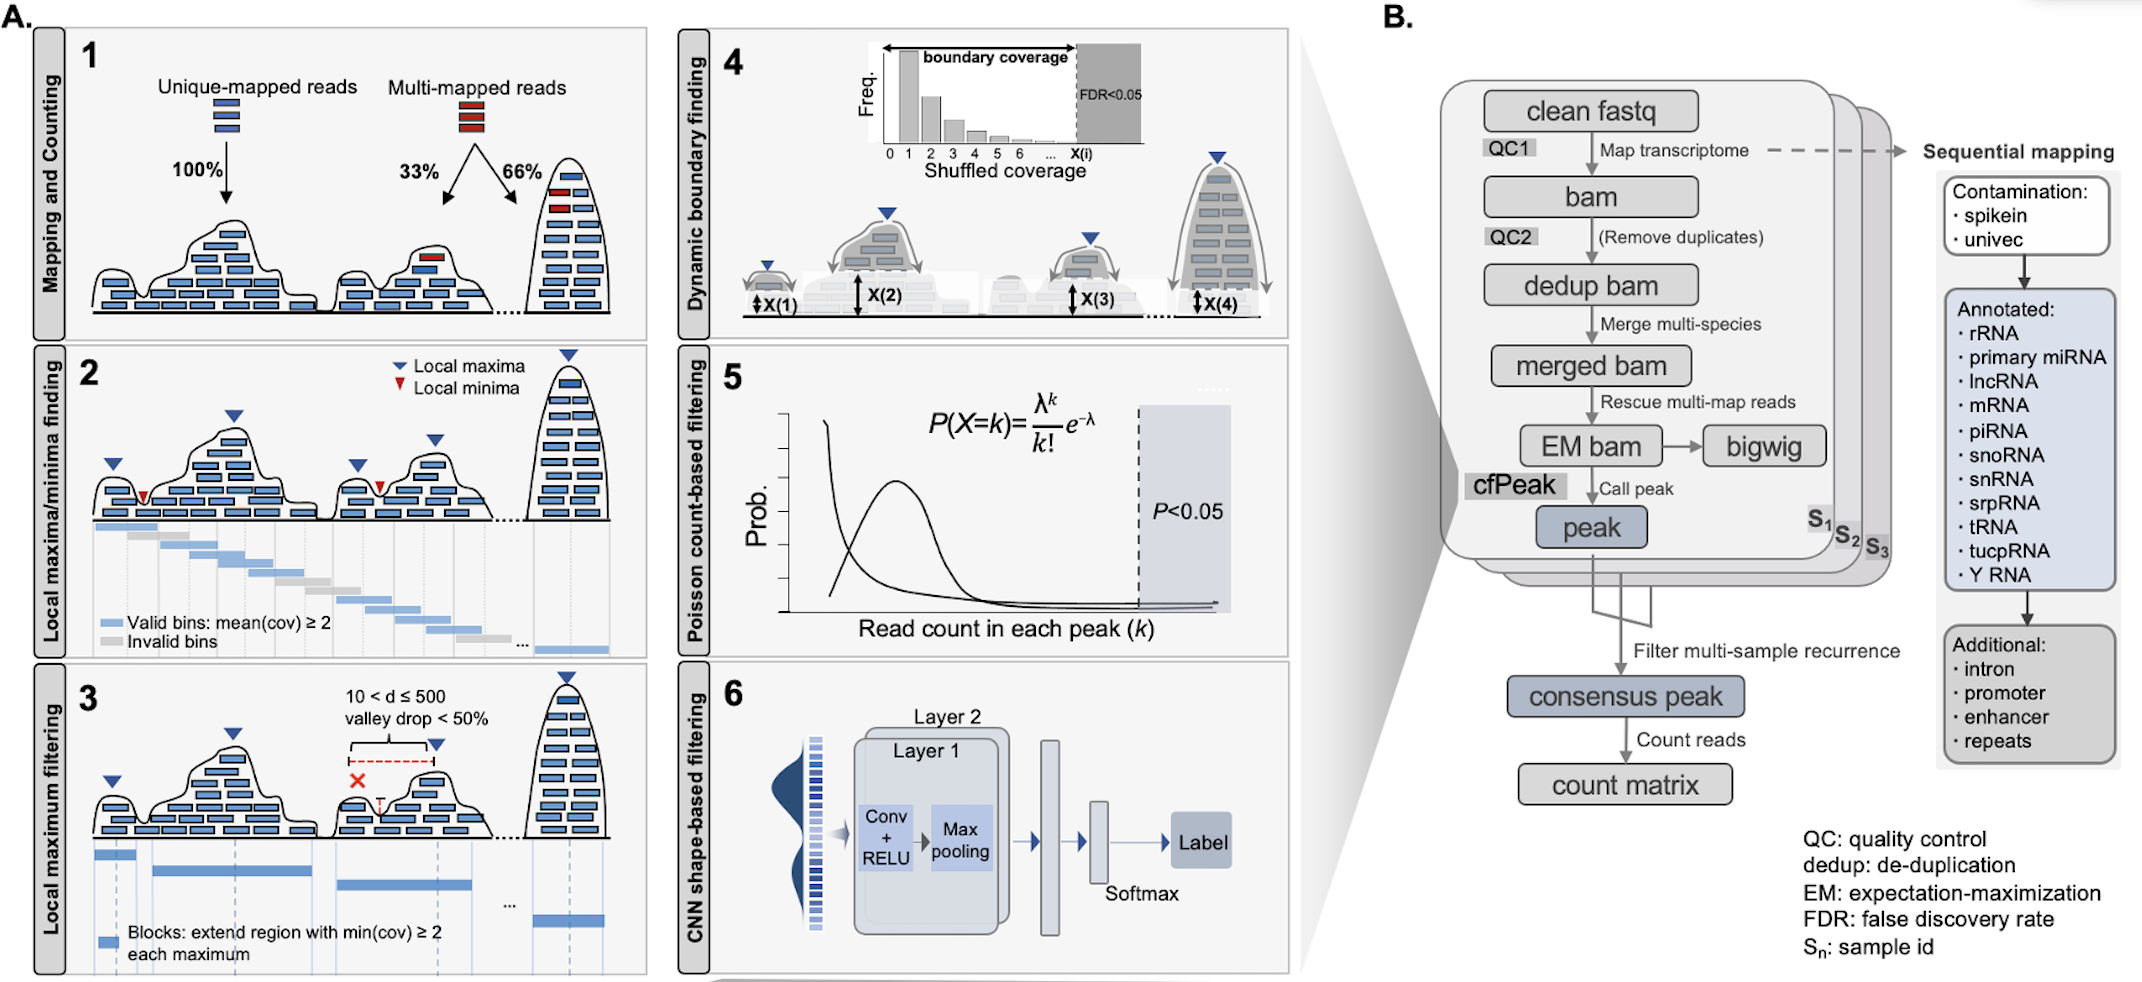 A.
Mapping and Counting
1
Unique-mapped reads
Multi-mapped reads
100%
33%
66%
Local maxima/minima finding
2
Local maxima
Local minima
Valid bins: mean(cov) ≥ 2
Invalid bins
...
Local maximum filtering
3
10 < d ≤ 500
valley drop < 50%
...
Blocks: extend region with min(cov) ≥ 2
each maximum
Dynamic boundary finding
4
boundary coverage
Freq.
FDR<0.05
0 1 2 3 4 5 6 ... X(i)
Shuffled coverage
X(1)
X(2)
X(3)
X(4)
Poisson count-based filtering
5
P(X=k)=λᵏ/k! e⁻λ
Prob.
P<0.05
Read count in each peak (k)
CNN shape-based filtering
6
Layer 2
Layer 1
Conv
+
RELU
Max
pooling
Softmax
Label
B.
clean fastq
QC1
Map transcriptome
bam
QC2
(Remove duplicates)
dedup bam
Merge multi-species
merged bam
Rescue multi-map reads
EM bam
bigwig
cfPeak
Call peak
peak
S1
S2
S3
Filter multi-sample recurrence
consensus peak
Count reads
count matrix
Sequential mapping
Contamination:
· spikein
· univec
Annotated:
· rRNA
· primary miRNA
· lncRNA
· mRNA
· piRNA
· snoRNA
· snRNA
· srpRNA
· tRNA
· tucpRNA
· Y RNA
Additional:
· intron
· promoter
· enhancer
· repeats
QC: quality control
dedup: de-duplication
EM: expectation-maximization
FDR: false discovery rate
Sn: sample id